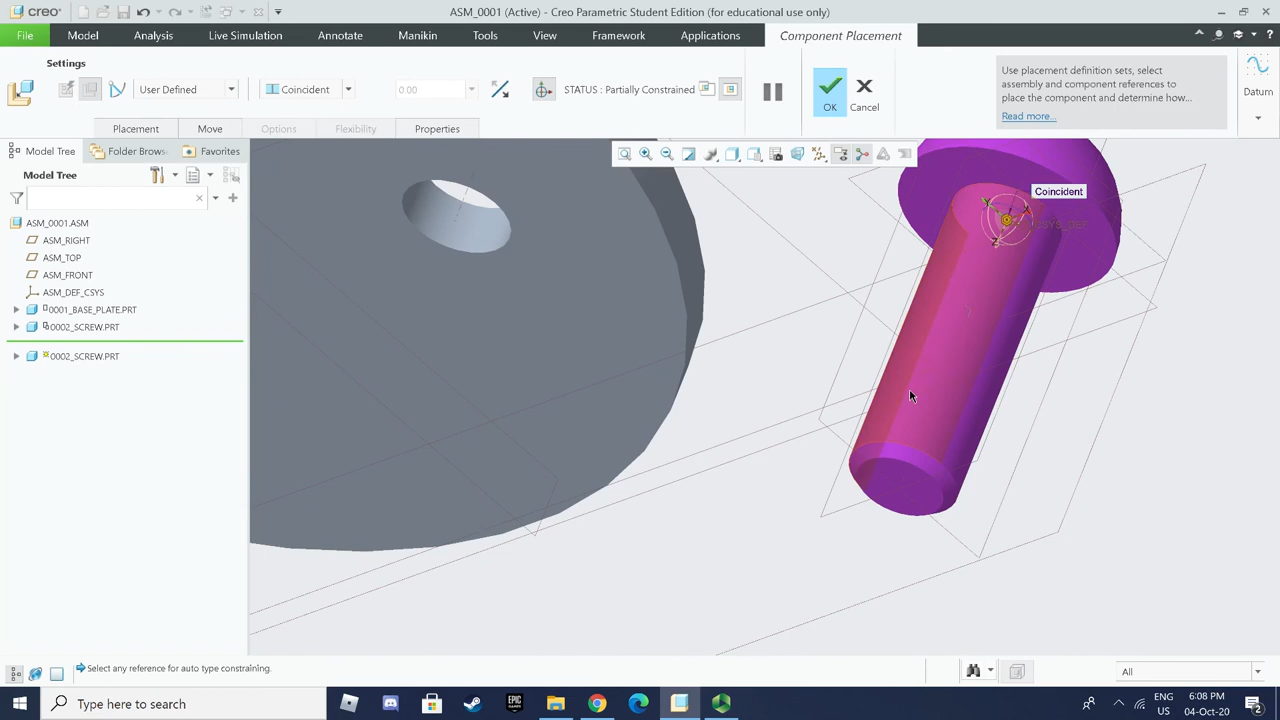 creo
ASM_0001 (Active) - Creo Parametric Student Edition (for educational use only)
File Model Analysis Live Simulation Annotate Manikin Tools View Framework Applications Component Placement
Settings
User Defined Coincident 0.00 STATUS : Partially Constrained OK Cancel
Use placement definition sets, select
assembly and component references to
place the component and determine how...
Read more...
Datum
Placement Move Options Flexibility Properties
Model Tree Folder Brows Favorites
Model Tree
ASM_0001.ASM
ASM_RIGHT
ASM_TOP
ASM_FRONT
ASM_DEF_CSYS
0001_BASE_PLATE.PRT
0002_SCREW.PRT
0002_SCREW.PRT
Coincident
Select any reference for auto type constraining.
All
Type here to search
EPIC
GAMES
ENG
US
6:08 PM
04-Oct-20
2